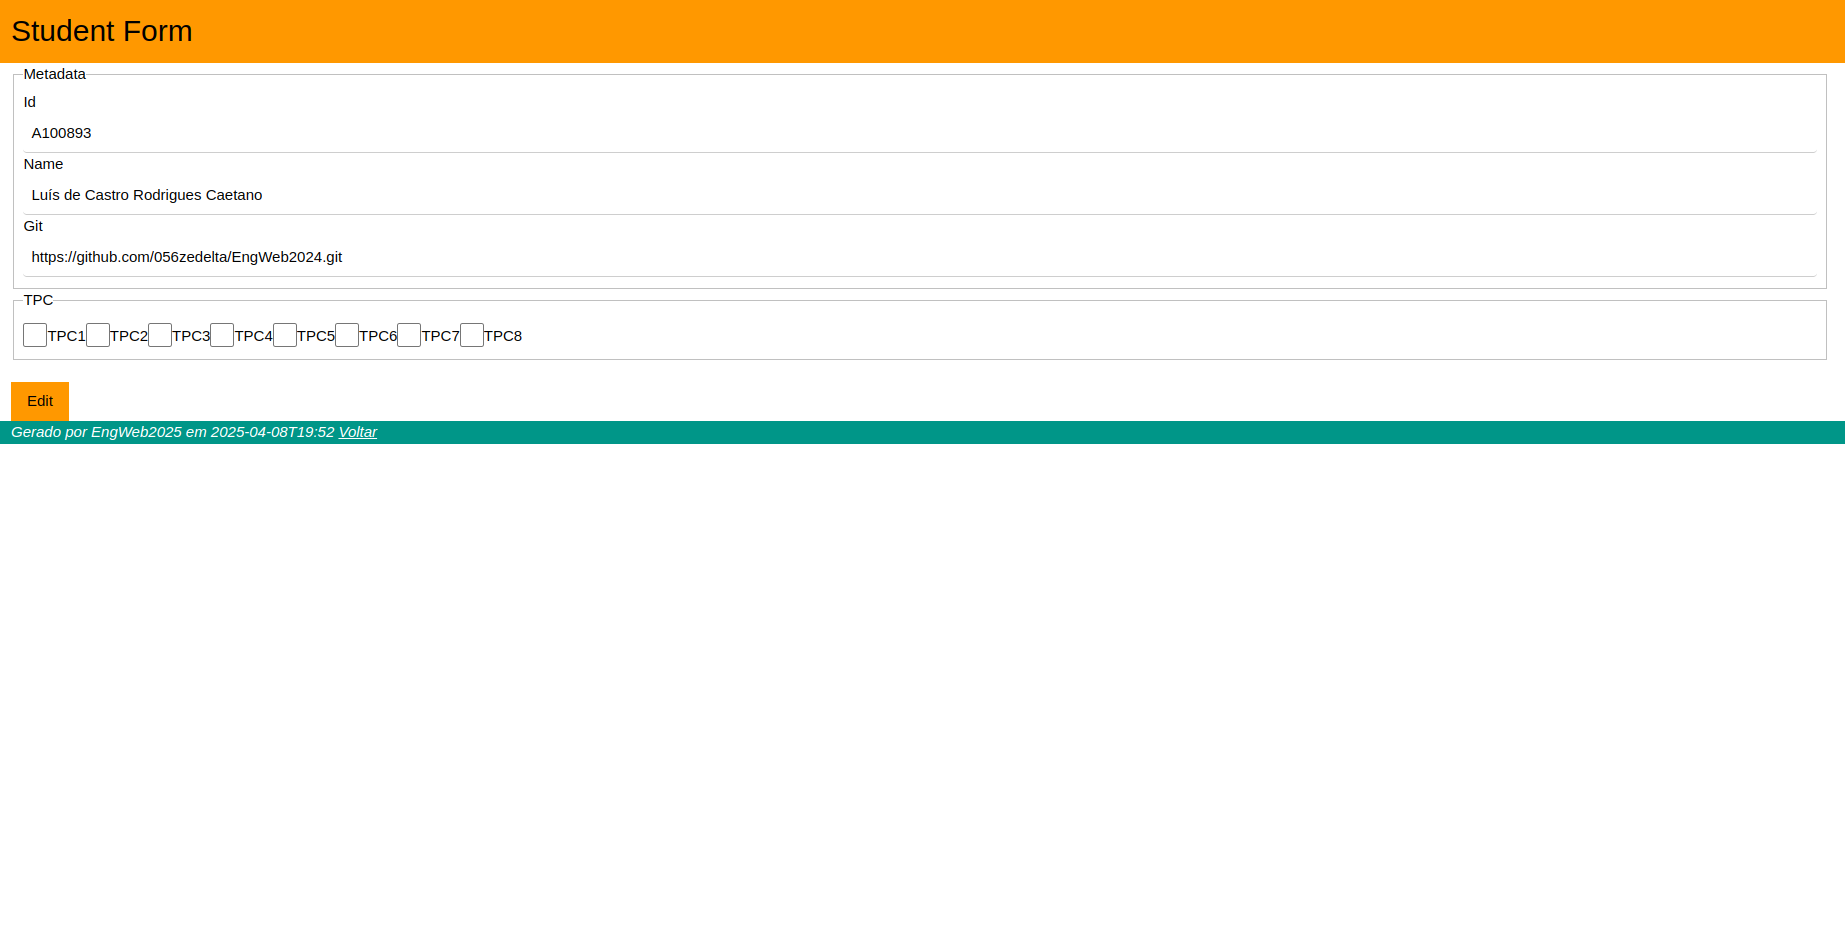 Student Form
Metadata
Id
A100893
Name
Luís de Castro Rodrigues Caetano
Git
https://github.com/056zedelta/EngWeb2024.git
TPC
TPC1 TPC2 TPC3 TPC4 TPC5 TPC6 TPC7 TPC8
Edit
Gerado por EngWeb2025 em 2025-04-08T19:52 Voltar